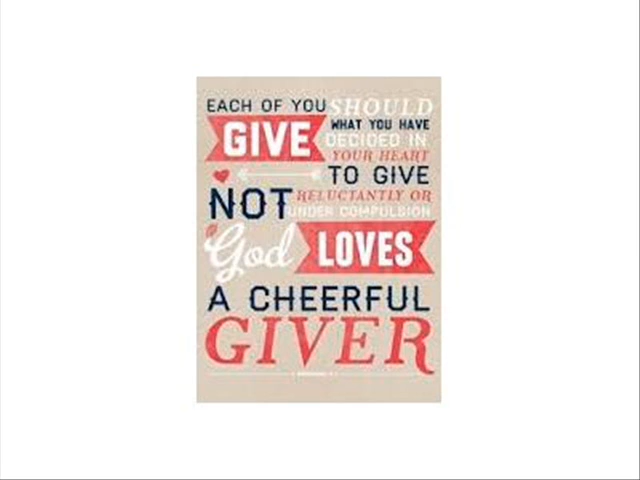 EACH OF YOU SHOULD
GIVE WHAT YOU HAVE
DECIDED IN
YOUR HEART
TO GIVE
NOT RELUCTANTLY OR
UNDER COMPULSION
God LOVES
A CHEERFUL
GIVER